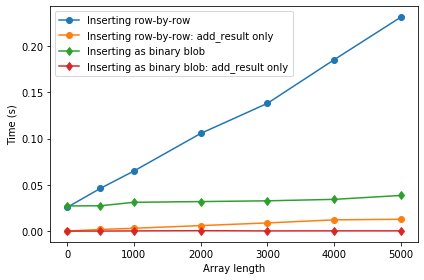 Inserting row-by-row
Inserting row-by-row: add_result only
Inserting as binary blob
Inserting as binary blob: add_result only
Time (s)
0.20
0.15
0.10
0.05
0.00
0 1000 2000 3000 4000 5000
Array length